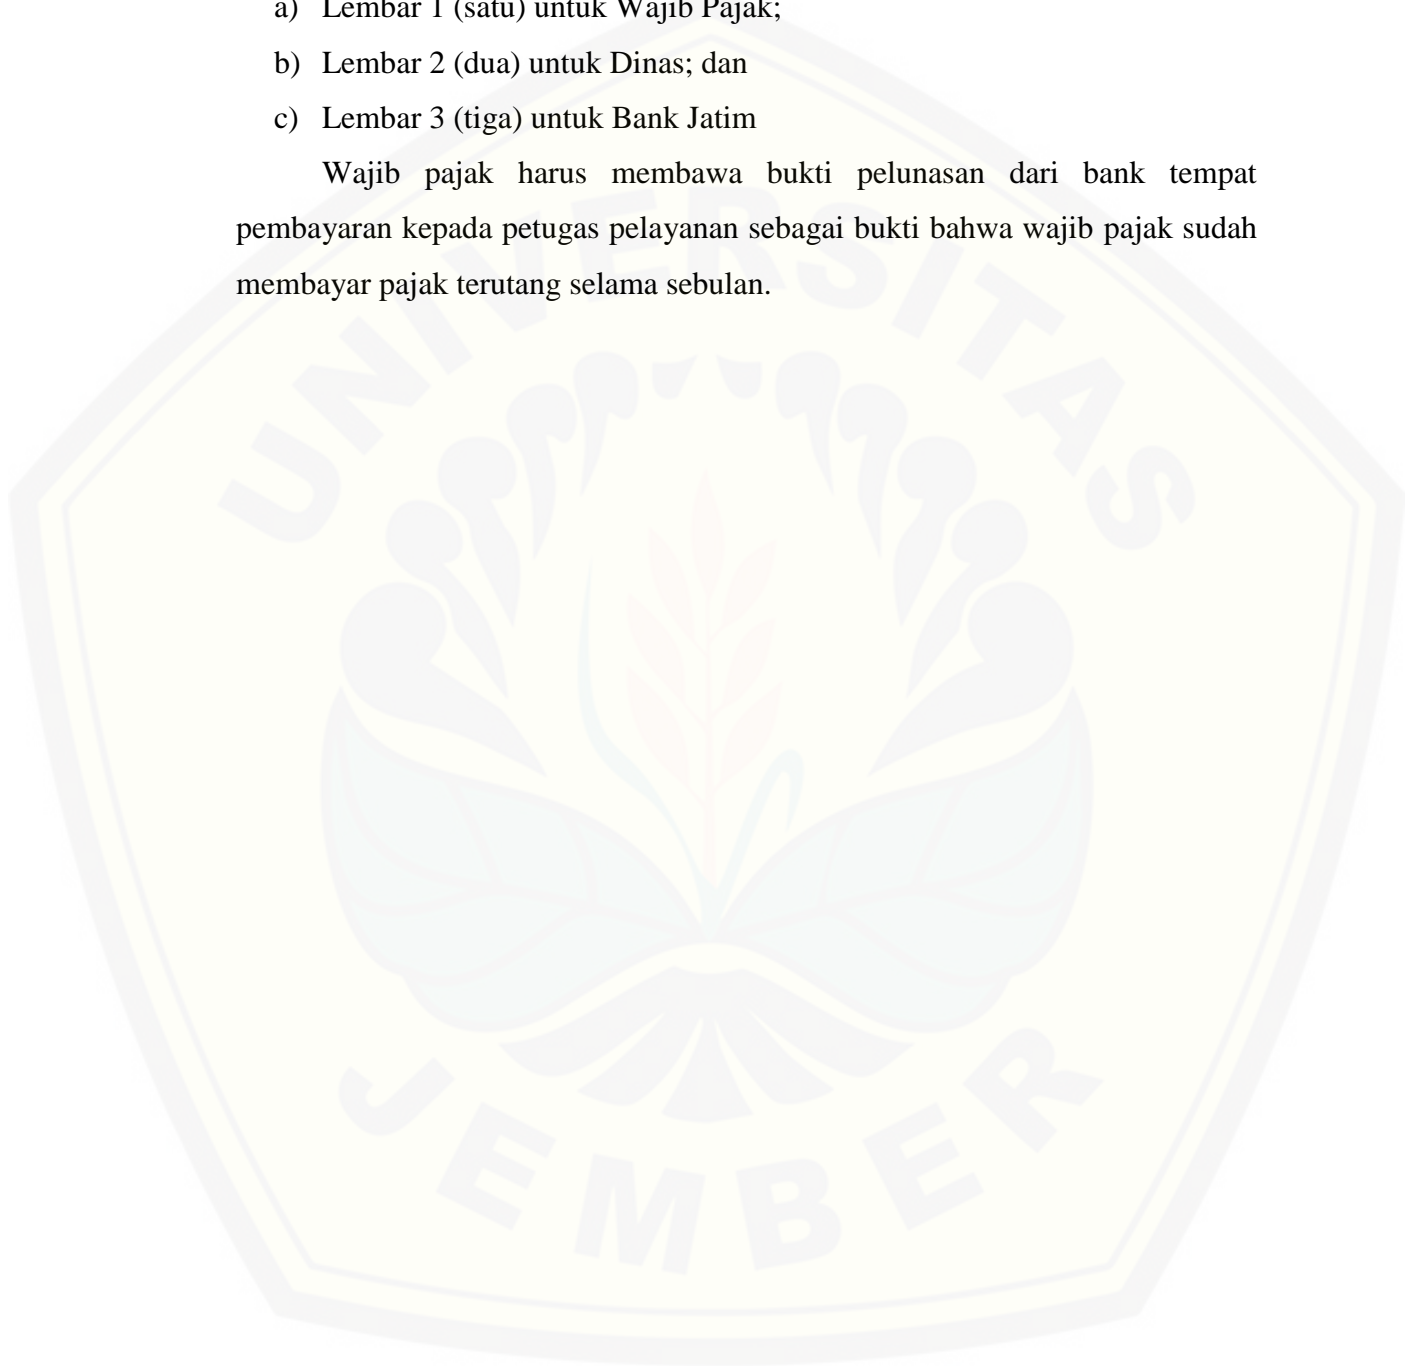 a) Lembar 1 (satu) untuk Wajib Pajak;
b) Lembar 2 (dua) untuk Dinas; dan
c) Lembar 3 (tiga) untuk Bank Jatim
Wajib pajak harus membawa bukti pelunasan dari bank tempat
pembayaran kepada petugas pelayanan sebagai bukti bahwa wajib pajak sudah
membayar pajak terutang selama sebulan.
UNIVERSITAS
JEMBER